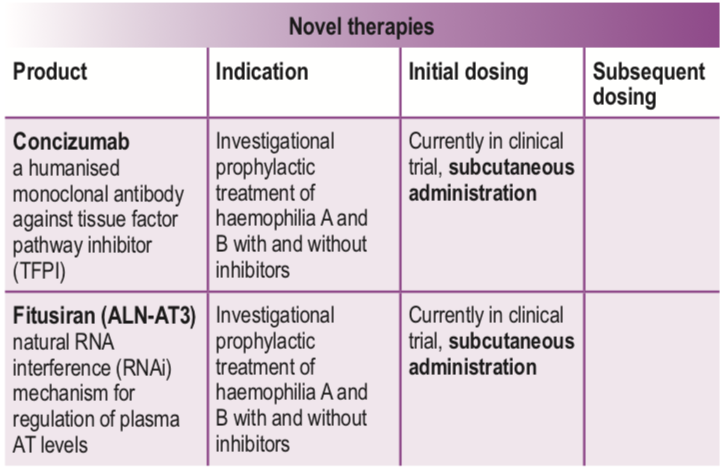 Novel therapies
Product
Indication
Initial dosing
Subsequent
dosing
Concizumab
a humanised
monoclonal antibody
against tissue factor
pathway inhibitor
(TFPI)
Investigational
prophylactic
treatment of
haemophilia A and
B with and without
inhibitors
Currently in clinical
trial, subcutaneous
administration
Fitusiran (ALN-AT3)
natural RNA
interference (RNAi)
mechanism for
regulation of plasma
AT levels
Investigational
prophylactic
treatment of
haemophilia A and
B with and without
inhibitors
Currently in clinical
trial, subcutaneous
administration